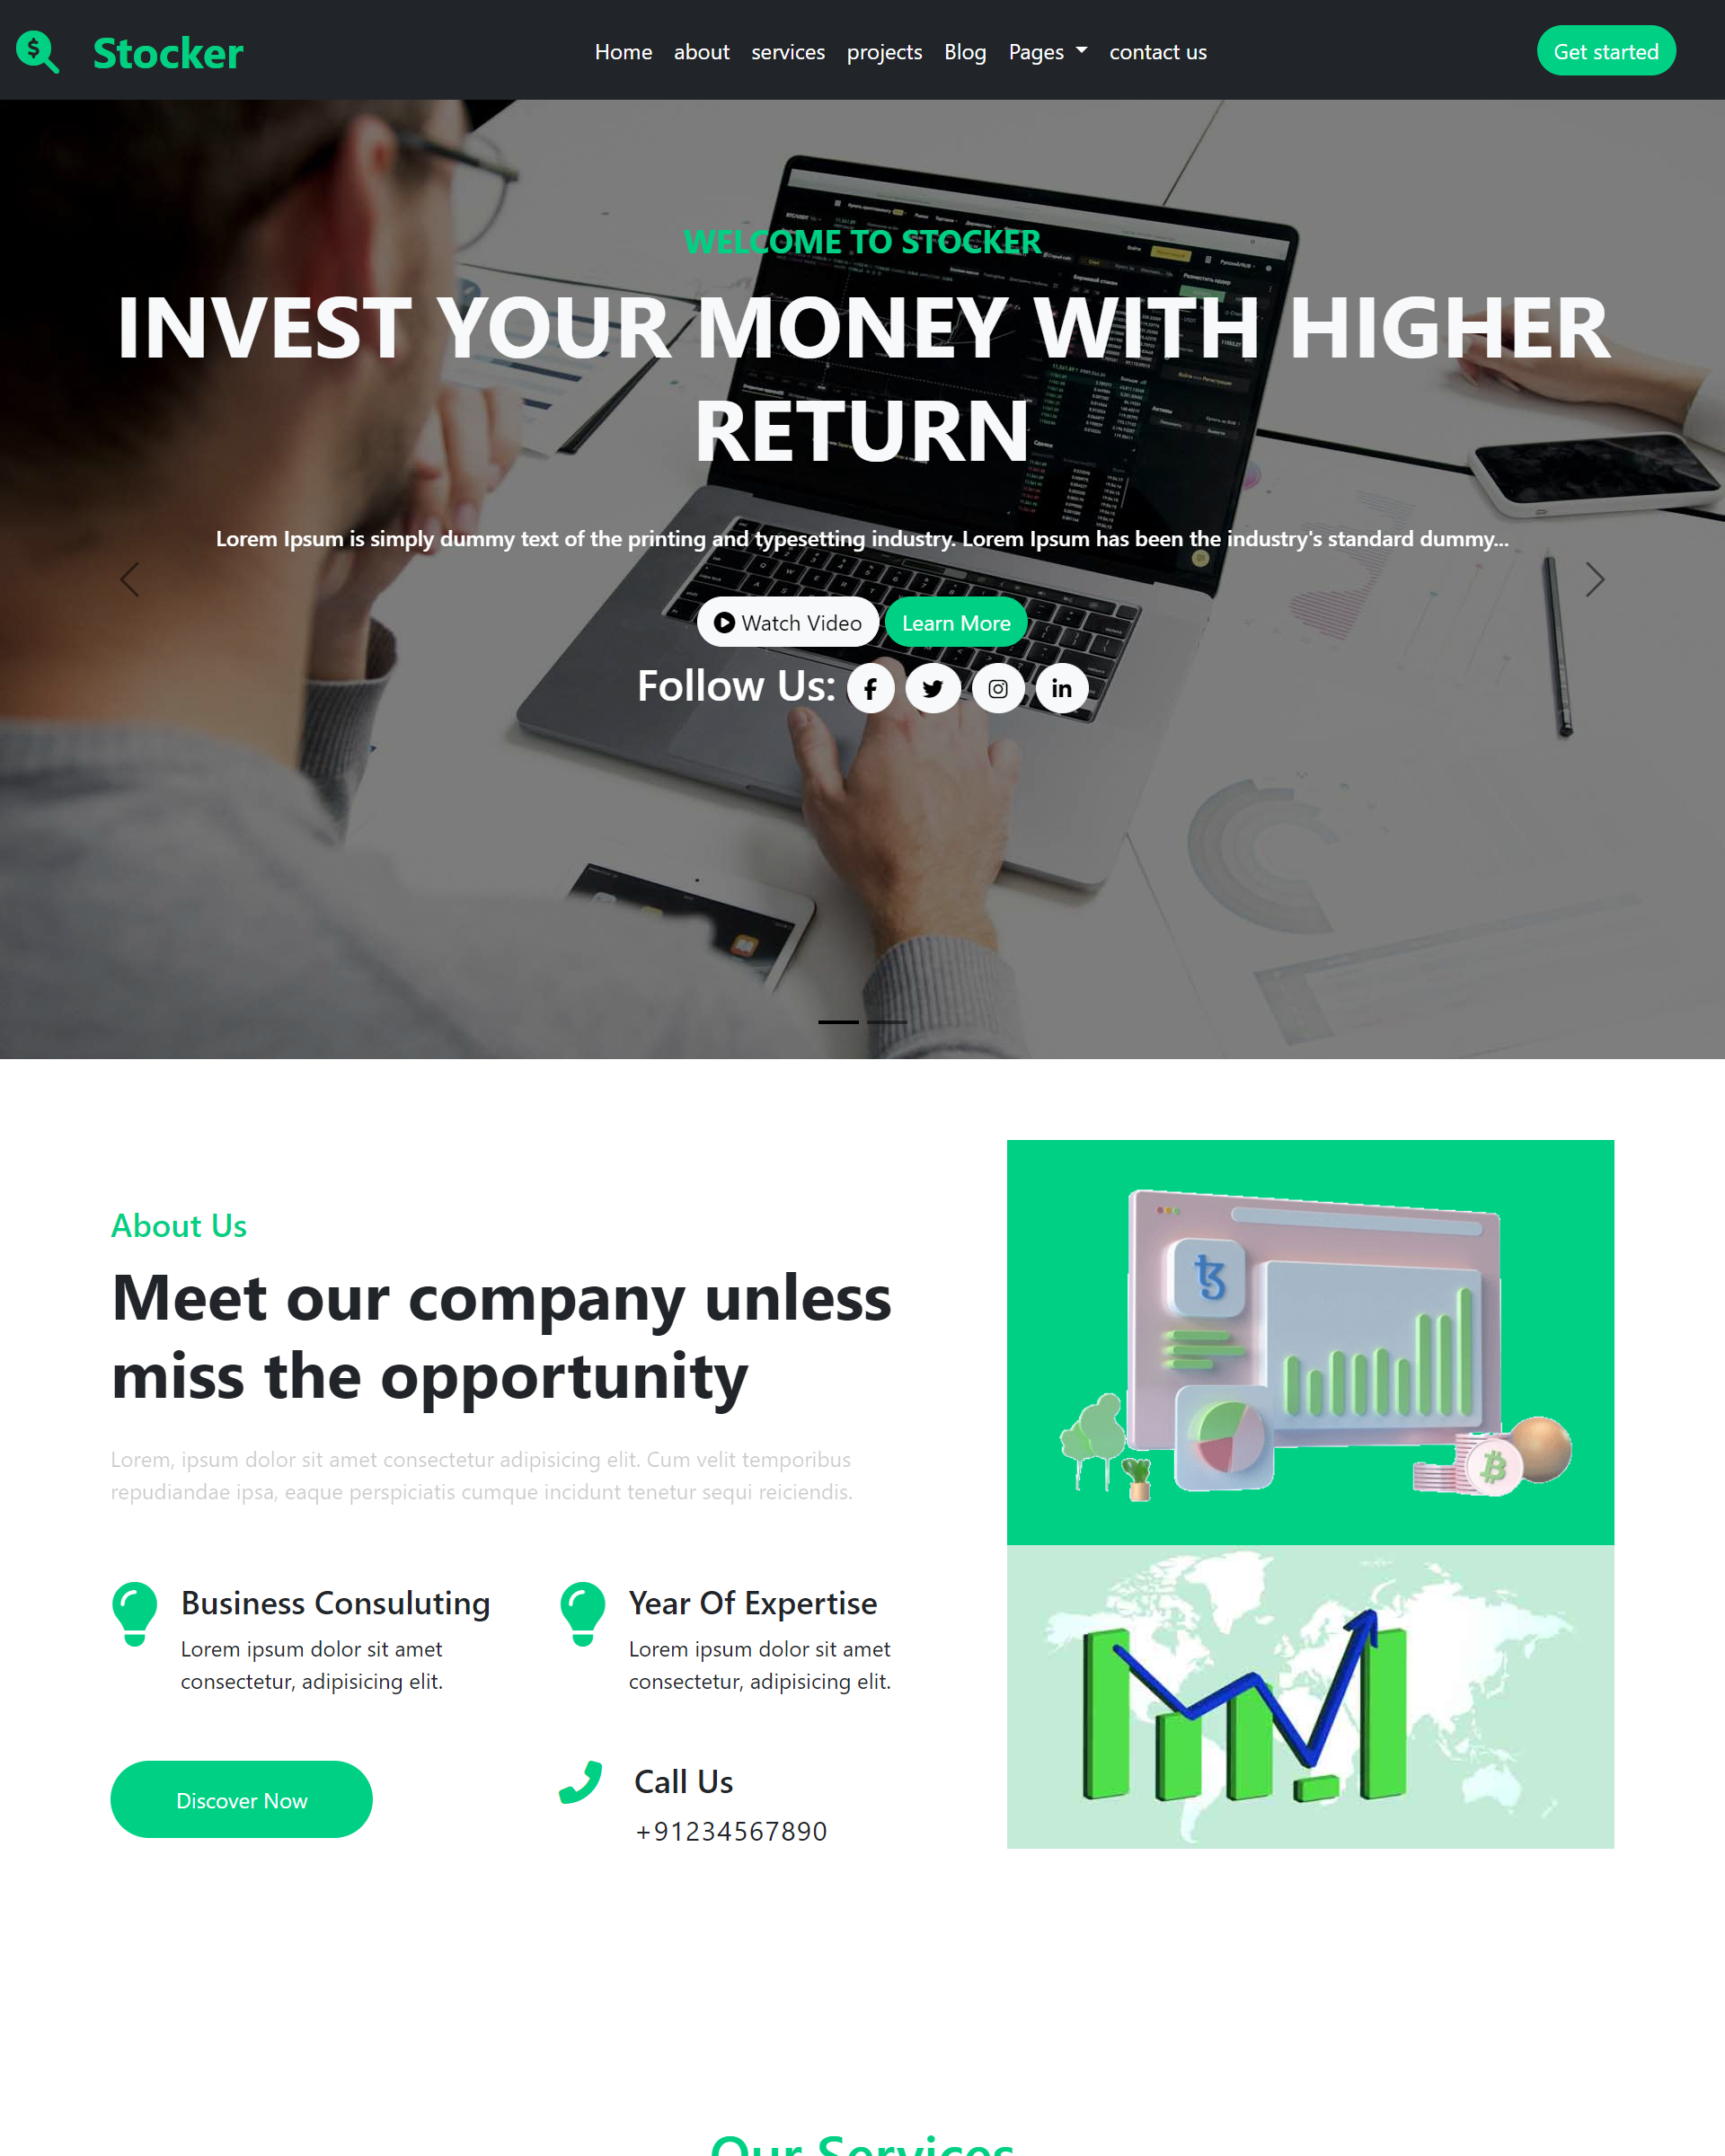 Stocker
Home about services projects Blog Pages contact us
Get started
WELCOME TO STOCKER
INVEST YOUR MONEY WITH HIGHER
RETURN
Lorem Ipsum is simply dummy text of the printing and typesetting industry. Lorem Ipsum has been the industry's standard dummy...
Watch Video
Learn More
Follow Us:
About Us
Meet our company unless
miss the opportunity
Lorem, ipsum dolor sit amet consectetur adipisicing elit. Cum velit temporibus
repudiandae ipsa, eaque perspiciatis cumque incidunt tenetur sequi reiciendis.
Business Consuluting
Lorem ipsum dolor sit amet
consectetur, adipisicing elit.
Year Of Expertise
Lorem ipsum dolor sit amet
consectetur, adipisicing elit.
Discover Now
Call Us
+91234567890
Our Services